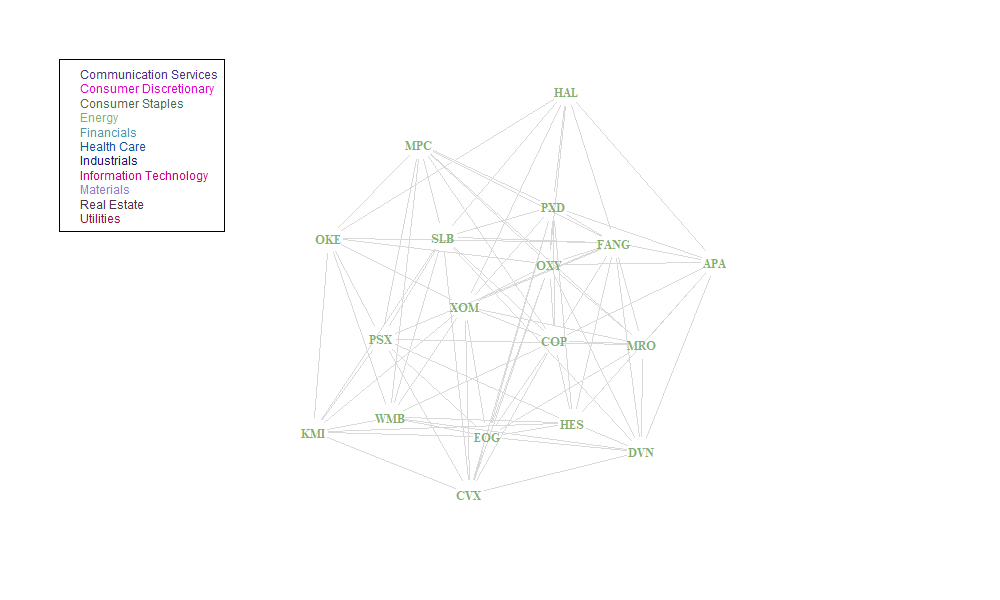 Communication Services
Consumer Discretionary
Consumer Staples
Energy
Financials
Health Care
Industrials
Information Technology
Materials
Real Estate
Utilities
HAL
MPC
PXD
OKE
SLB
FANG
OXY
APA
XOM
PSX
COP
MRO
WMB
HES
KMI
EOG
DVN
CVX